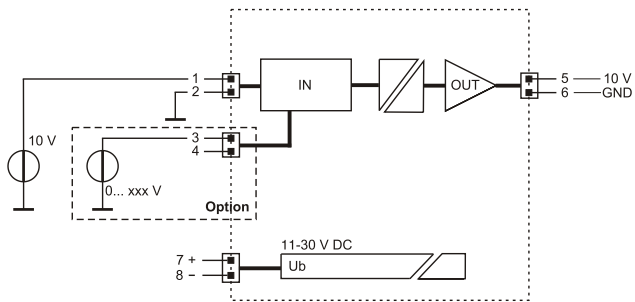 1
2
IN
OUT
5
10 V
6
GND
10 V
3
4
0... xxx V
Option
11-30 V DC
7 +
8 –
Ub